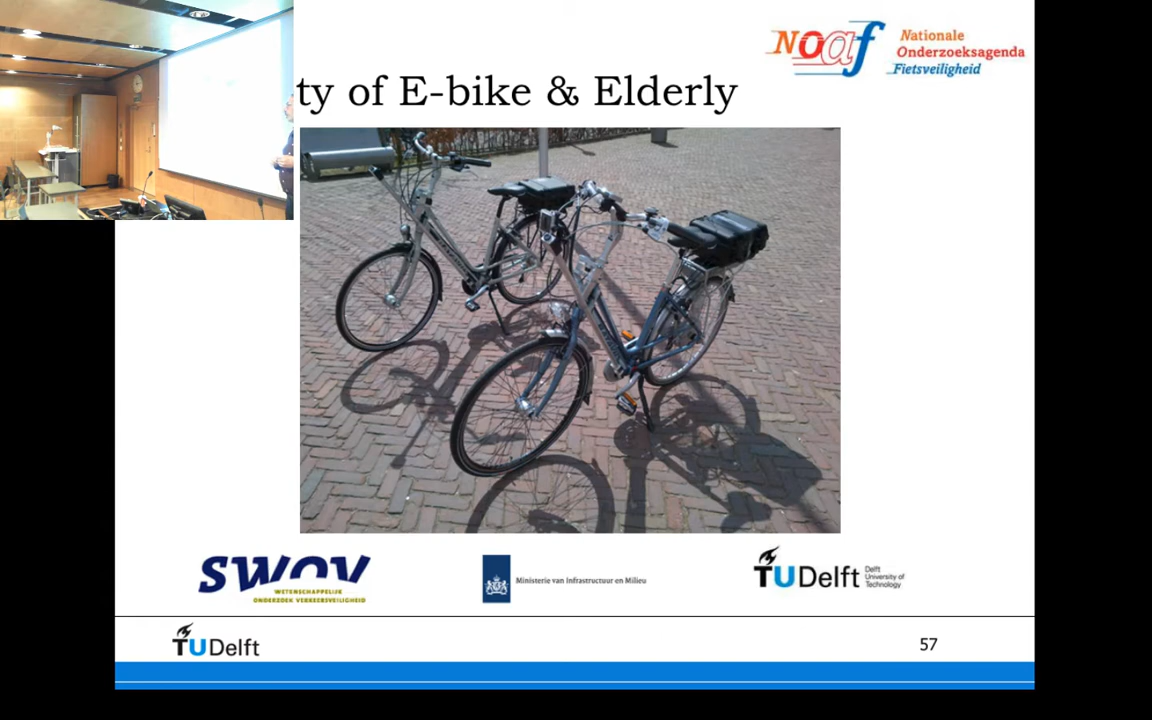 Noaf
Nationale
Onderzoeksagenda
Fietsveiligheid
ty of E-bike & Elderly
SWOV
WETENSCHAPPELIJK
ONDERZOEK VERKEERSVEILIGHEID
Ministerie van Infrastructuur en Milieu
TUDelft
Delft
University of
Technology
TUDelft
57